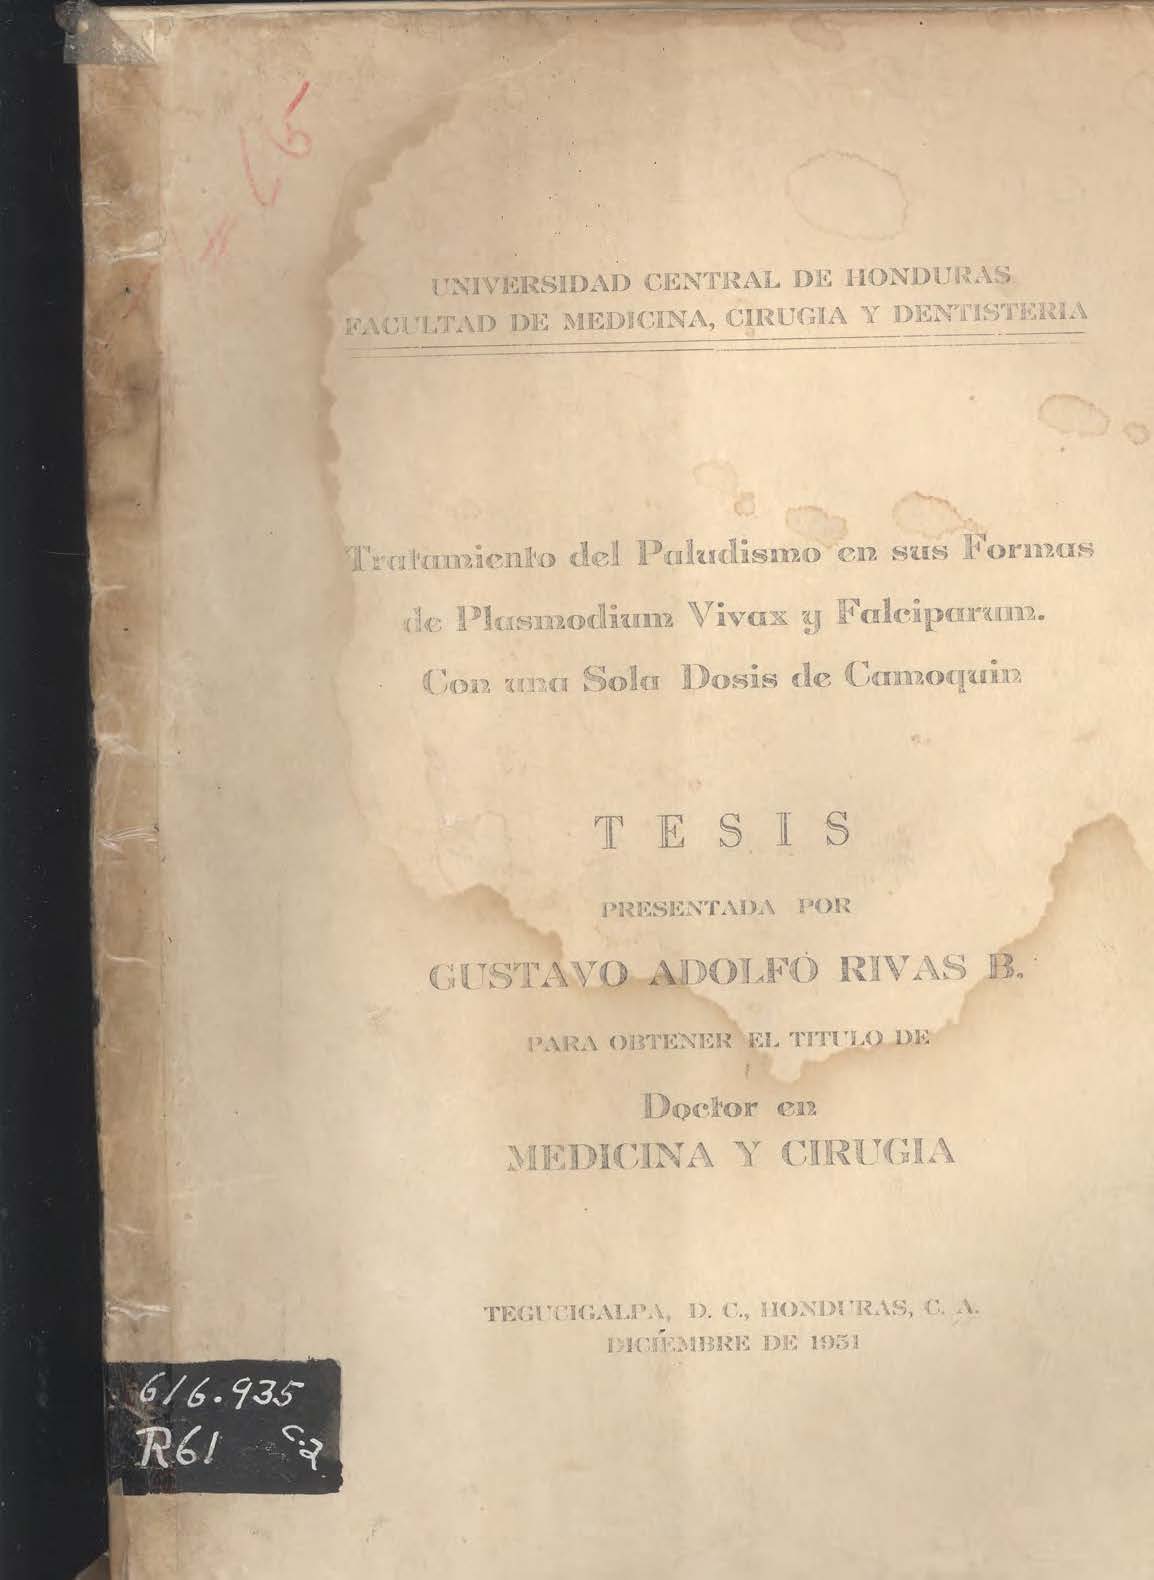 UNIVERSIDAD CENTRAL DE HONDURAS
FACULTAD DE MEDICINA, CIRUGIA Y DENTISTERIA
Tratamiento del Paludismo en sus Formas
de Plasmodium Vivax y Falciparum.
Con una Sola Dosis de Camoquin
TESIS
PRESENTADA POR
GUSTAVO ADOLFO RIVAS B.
PARA OBTENER EL TITULO DE
Doctor en
MEDICINA Y CIRUGIA
TEGUCIGALPA, D. C., HONDURAS, C. A.
DICIEMBRE DE 1951
616.935
R61 c.2